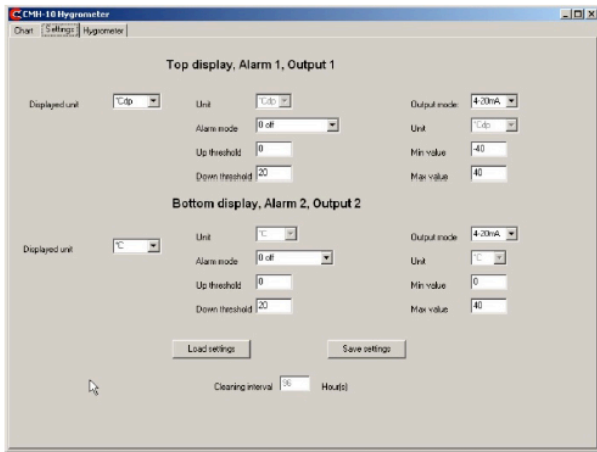 CMH-10 Hygrometer
Chart Settings Hygrometer
Top display, Alarm 1, Output 1
Displayed unit °Cdp Unit °Cdp Output mode 4-20mA
Alarm mode 0 off Unit °Cdp
Up threshold 0 Min value -40
Down threshold 20 Max value 40
Bottom display, Alarm 2, Output 2
Displayed unit °C Unit °C Output mode 4-20mA
Alarm mode 0 off Unit °C
Up threshold 0 Min value 0
Down threshold 20 Max value 40
Load settings Save settings
Cleaning interval 96 Hour(s)